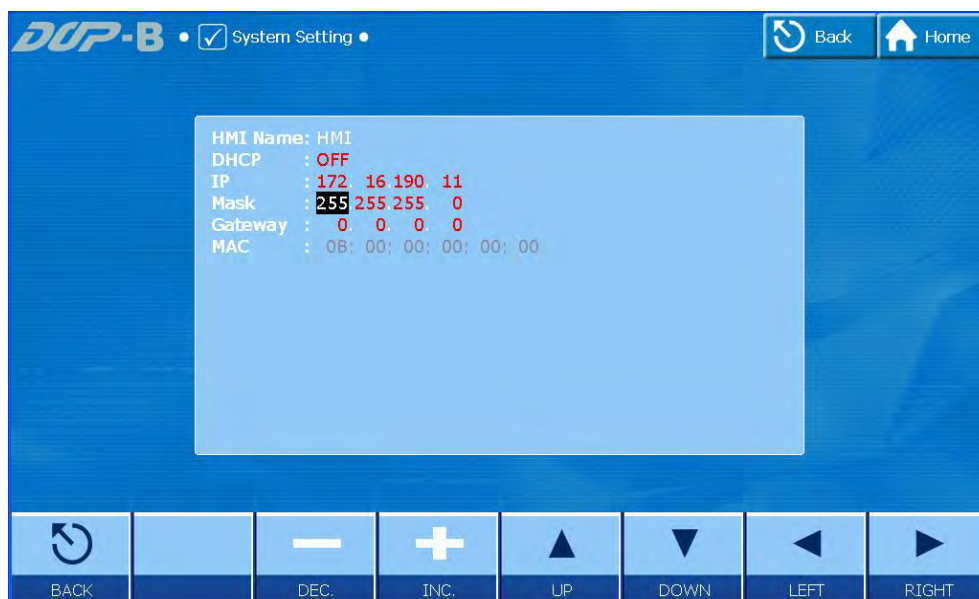 DOP-B • System Setting • Back Home
HMI Name: HMI
DHCP : OFF
IP : 172. 16.190. 11
Mask : 255.255.255. 0
Gateway : 0. 0. 0. 0
MAC : 0B: 00: 00: 00: 00: 00
BACK DEC. INC. UP DOWN LEFT RIGHT